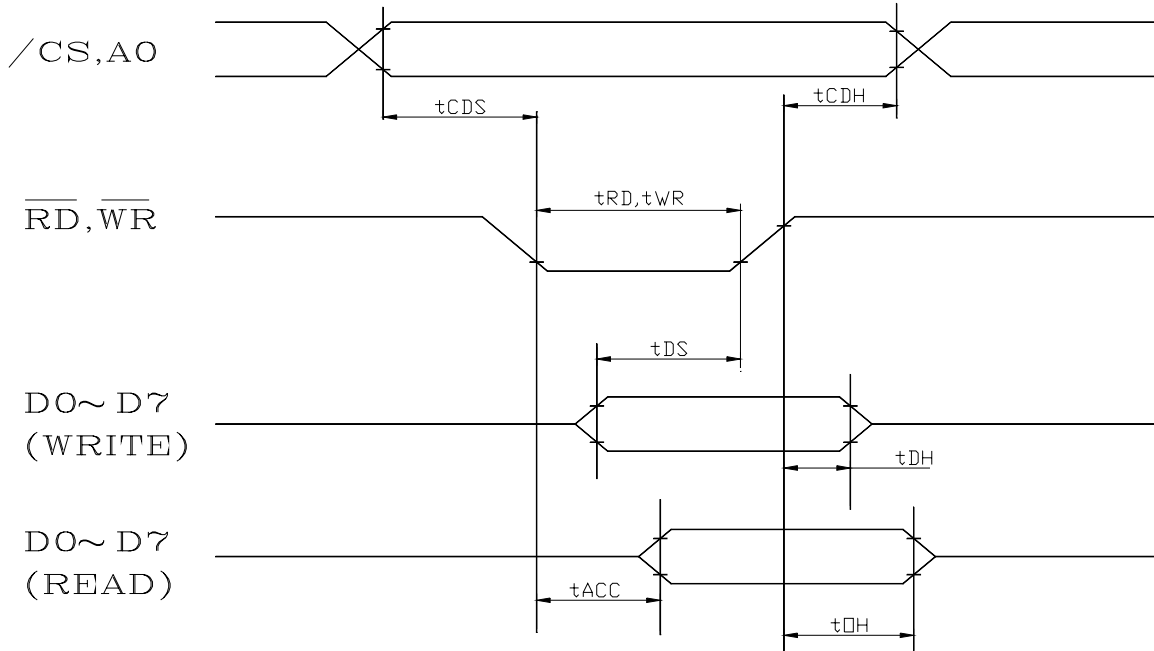 /CS,A0
tCDS
tCDH
RD,WR
tRD,tWR
tDS
D0~D7
(WRITE)
tDH
D0~D7
(READ)
tACC
tOH